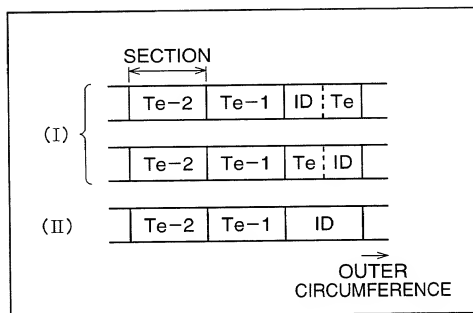 SECTION
(I)
Te-2 Te-1 ID Te
Te-2 Te-1 Te ID
(II) Te-2 Te-1 ID
OUTER
CIRCUMFERENCE